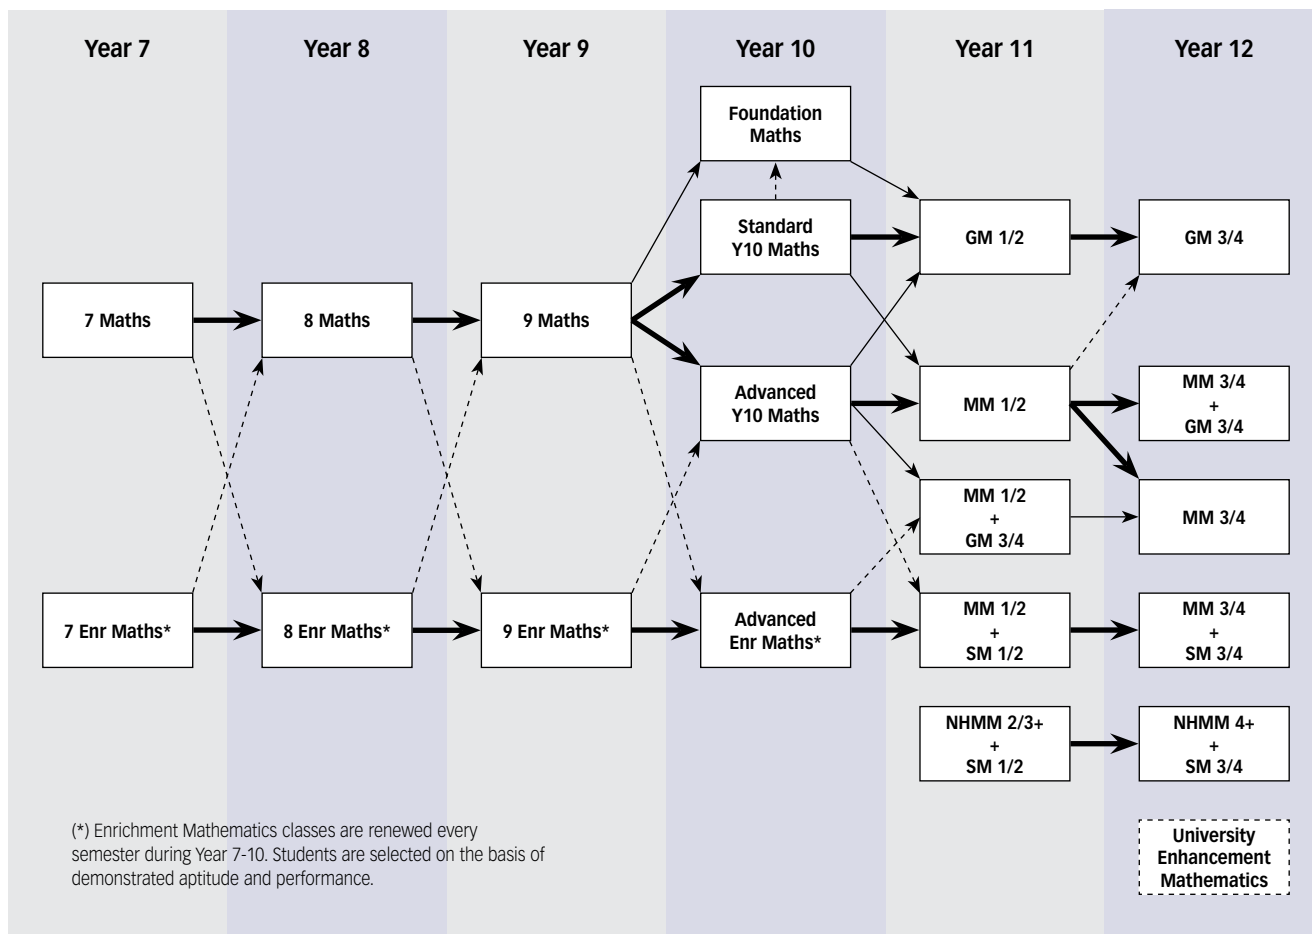 Year 7
Year 8
Year 9
Year 10
Year 11
Year 12
Foundation
Maths
Standard
Y10 Maths
GM 1/2
GM 3/4
7 Maths
8 Maths
9 Maths
Advanced
Y10 Maths
MM 1/2
MM 3/4
+
GM 3/4
MM 1/2
+
GM 3/4
MM 3/4
7 Enr Maths*
8 Enr Maths*
9 Enr Maths*
Advanced
Enr Maths*
MM 1/2
+
SM 1/2
MM 3/4
+
SM 3/4
NHMM 2/3+
+
SM 1/2
NHMM 4+
+
SM 3/4
(*) Enrichment Mathematics classes are renewed every
semester during Year 7-10. Students are selected on the basis of
demonstrated aptitude and performance.
University
Enhancement
Mathematics